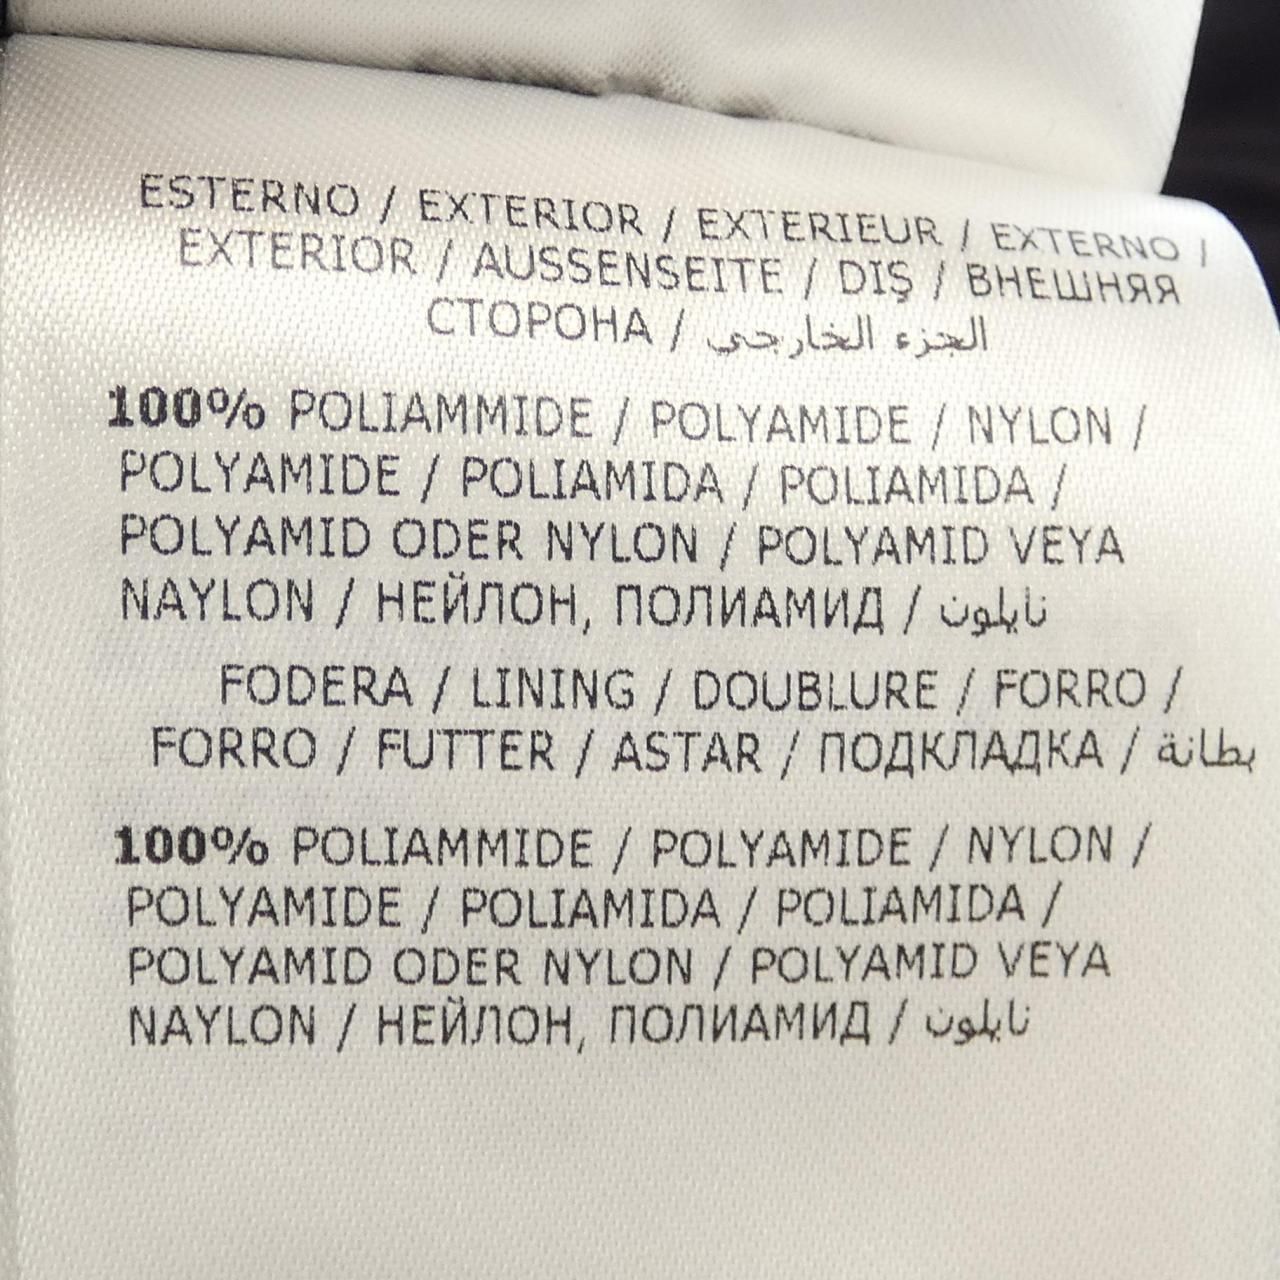 ESTERNO / EXTERIOR / EXTERIEUR / EXTERNO /
EXTERIOR / AUSSENSEITE / DIŞ / ВНЕШНЯЯ
СТОРОНА / الجزء الخارجي
100% POLIAMMIDE / POLYAMIDE / NYLON /
POLYAMIDE / POLIAMIDA / POLIAMIDA /
POLYAMID ODER NYLON / POLYAMID VEYA
NAYLON / НЕЙЛОН, ПОЛИАМИД / نايلون
FODERA / LINING / DOUBLURE / FORRO /
FORRO / FUTTER / ASTAR / ПОДКЛАДКА / بطانة
100% POLIAMMIDE / POLYAMIDE / NYLON /
POLYAMIDE / POLIAMIDA / POLIAMIDA /
POLYAMID ODER NYLON / POLYAMID VEYA
NAYLON / НЕЙЛОН, ПОЛИАМИД / نايلون